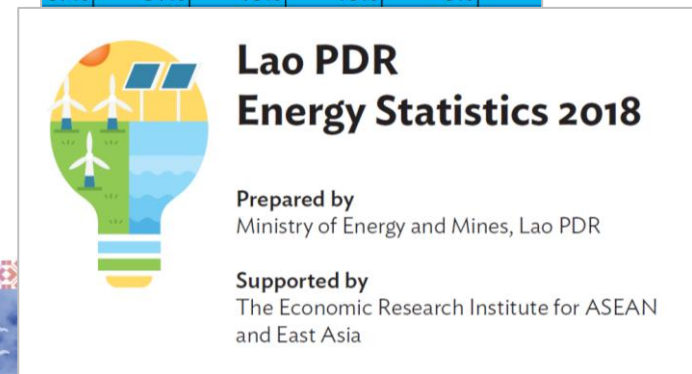 Lao PDR
Energy Statistics 2018
Prepared by
Ministry of Energy and Mines, Lao PDR
Supported by
The Economic Research Institute for ASEAN
and East Asia